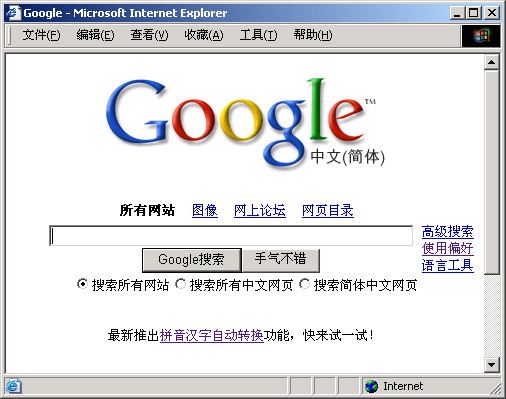 Google - Microsoft Internet Explorer
文件(F) 编辑(E) 查看(V) 收藏(A) 工具(T) 帮助(H)
Google™
中文(简体)
所有网站 图像 网上论坛 网页目录
高级搜索
使用偏好
语言工具
Google搜索 手气不错
搜索所有网站 搜索所有中文网页 搜索简体中文网页
最新推出拼音汉字自动转换功能，快来试一试！
Internet